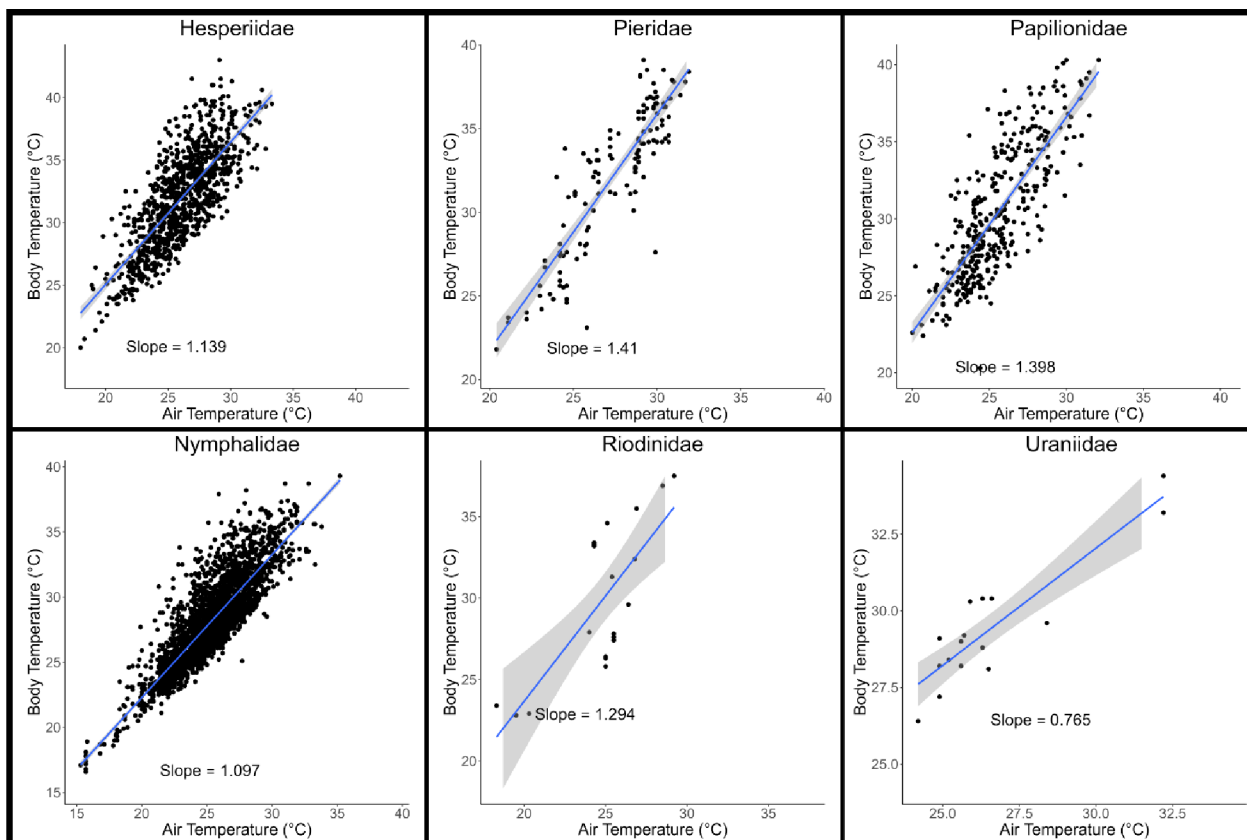 Hesperiidae
Body Temperature (°C)
40
35
30
25
20
Slope = 1.139
20
25
30
35
40
Air Temperature (°C)
Pieridae
Body Temperature (°C)
40
35
30
25
20
Slope = 1.41
20
25
30
35
40
Air Temperature (°C)
Papilionidae
Body Temperature (°C)
40
35
30
25
20
Slope = 1.398
20
25
30
35
40
Air Temperature (°C)
Nymphalidae
Body Temperature (°C)
40
35
30
25
20
15
Slope = 1.097
15
20
25
30
35
40
Air Temperature (°C)
Riodinidae
Body Temperature (°C)
35
30
25
20
Slope = 1.294
20
25
30
35
Air Temperature (°C)
Uraniidae
Body Temperature (°C)
32.5
30.0
27.5
25.0
Slope = 0.765
25.0
27.5
30.0
32.5
Air Temperature (°C)